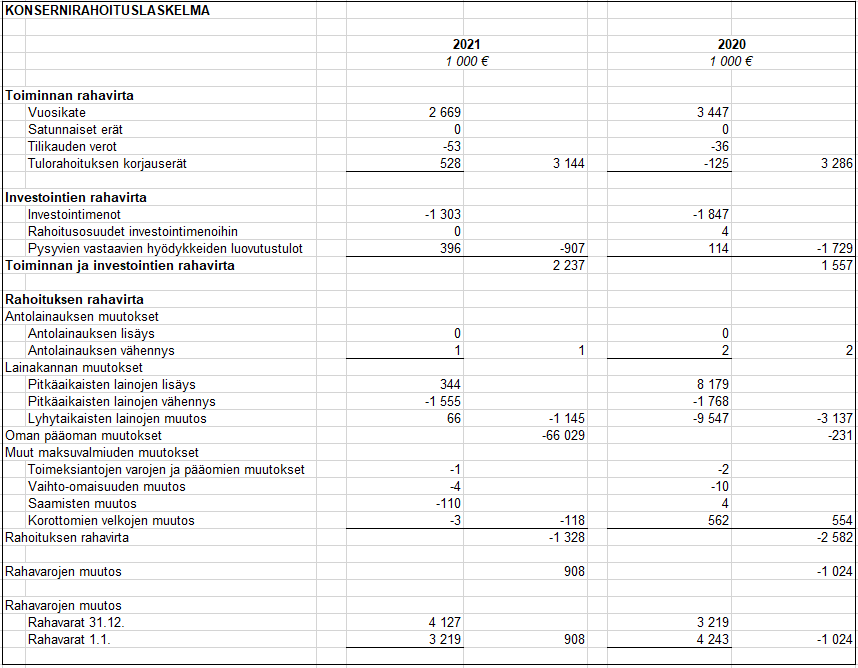 KONSERNIRAHOITUSLASKELMA
2021 2020
1 000 € 1 000 €
Toiminnan rahavirta
Vuosikate 2 669 3 447
Satunnaiset erät 0 0
Tilikauden verot -53 -36
Tulorahoituksen korjauserät 528 3 144 -125 3 286
Investointien rahavirta
Investointimenot -1 303 -1 847
Rahoitusosuudet investointimenoihin 0 4
Pysyvien vastaavien hyödykkeiden luovutustulot 396 -907 114 -1 729
Toiminnan ja investointien rahavirta 2 237 1 557
Rahoituksen rahavirta
Antolainauksen muutokset
Antolainauksen lisäys 0 0
Antolainauksen vähennys 1 1 2 2
Lainakannan muutokset
Pitkäaikaisten lainojen lisäys 344 8 179
Pitkäaikaisten lainojen vähennys -1 555 -1 768
Lyhytaikaisten lainojen muutos 66 -1 145 -9 547 -3 137
Oman pääoman muutokset -66 029 -231
Muut maksuvalmiuden muutokset
Toimeksiantojen varojen ja pääomien muutokset -1 -2
Vaihto-omaisuuden muutos -4 -10
Saamisten muutos -110 4
Korottomien velkojen muutos -3 -118 562 554
Rahoituksen rahavirta -1 328 -2 582
Rahavarojen muutos 908 -1 024
Rahavarojen muutos
Rahavarat 31.12. 4 127 3 219
Rahavarat 1.1. 3 219 908 4 243 -1 024